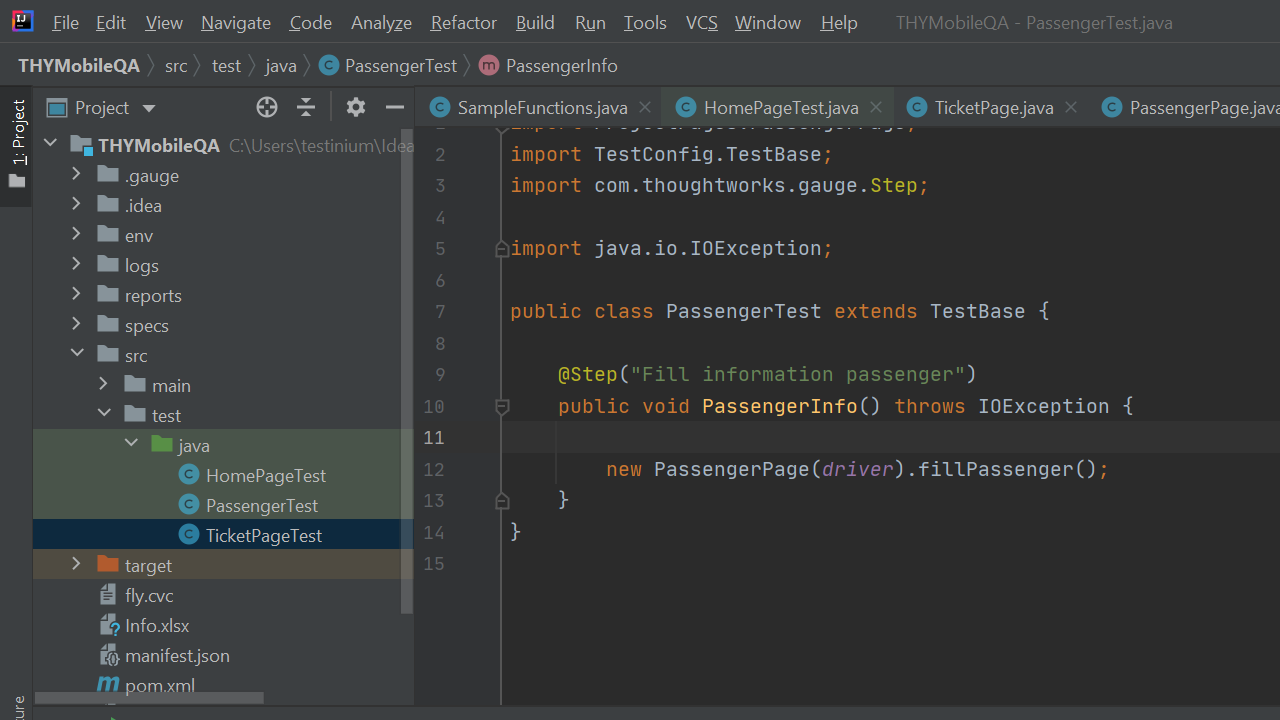 File Edit View Navigate Code Analyze Refactor Build Run Tools VCS Window Help THYMobileQA - PassengerTest.java
THYMobileQA src test java PassengerTest PassengerInfo
1: Project
Project
SampleFunctions.java HomePageTest.java TicketPage.java PassengerPage.java
THYMobileQA C:\Users\testinium\Idea
.gauge
.idea
env
logs
reports
specs
src
main
test
java
HomePageTest
PassengerTest
TicketPageTest
target
fly.cvc
Info.xlsx
manifest.json
pom.xml
2 import TestConfig.TestBase;
3 import com.thoughtworks.gauge.Step;
4
5 import java.io.IOException;
6
7 public class PassengerTest extends TestBase {
8
9 @Step("Fill information passenger")
10 public void PassengerInfo() throws IOException {
11
12 new PassengerPage(driver).fillPassenger();
13 }
14 }
15